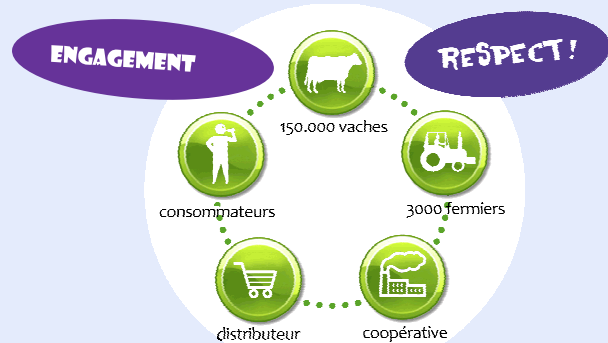 ENGAGEMENT
RESPECT!
150.000 vaches
consommateurs
3000 fermiers
distributeur
coopérative